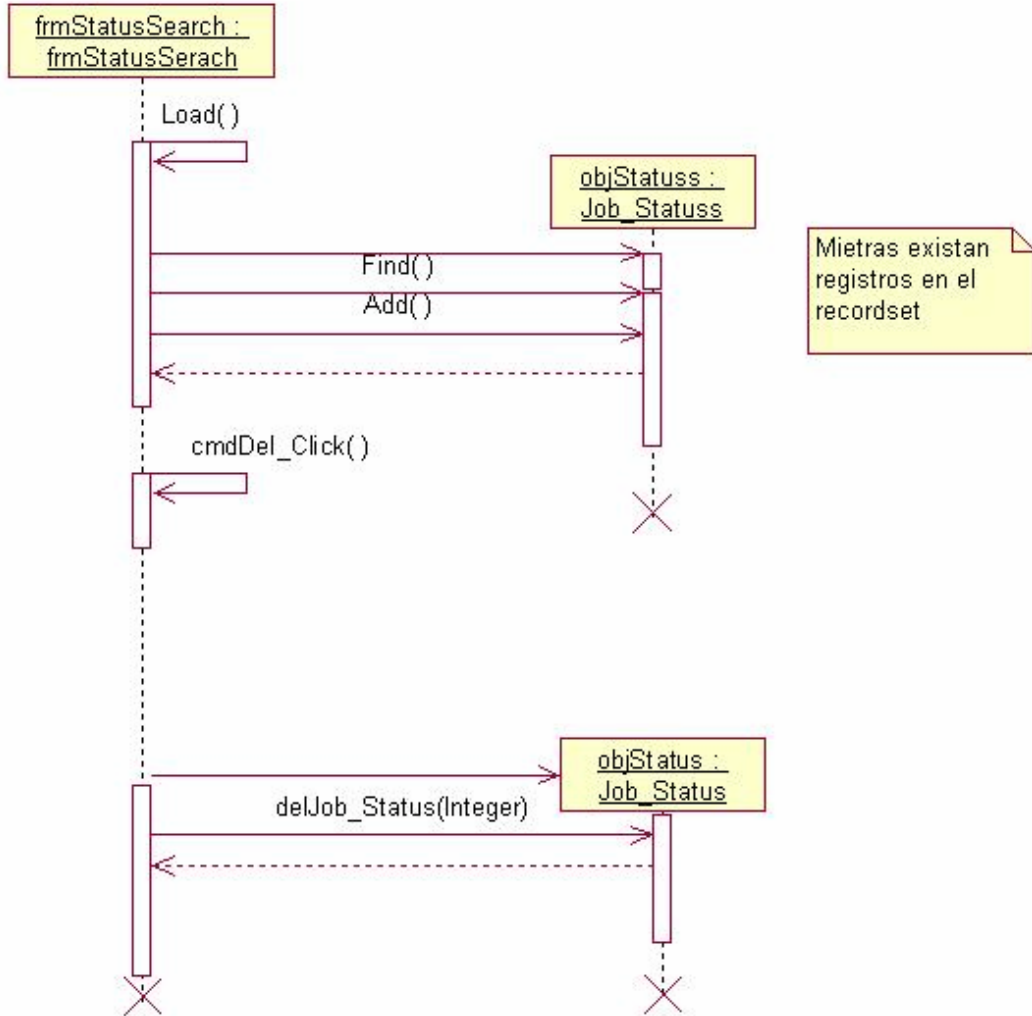 frmStatusSearch :
frmStatusSerach
Load( )
objStatuss :
Job_Statuss
Mietras existan
registros en el
recordset
Find( )
Add( )
cmdDel_Click( )
objStatus :
Job_Status
delJob_Status(Integer)